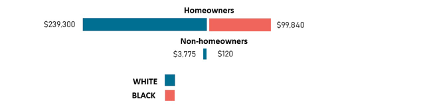 Homeowners
$239,300 $99,840
Non-homeowners
$3,775 $120
WHITE
BLACK